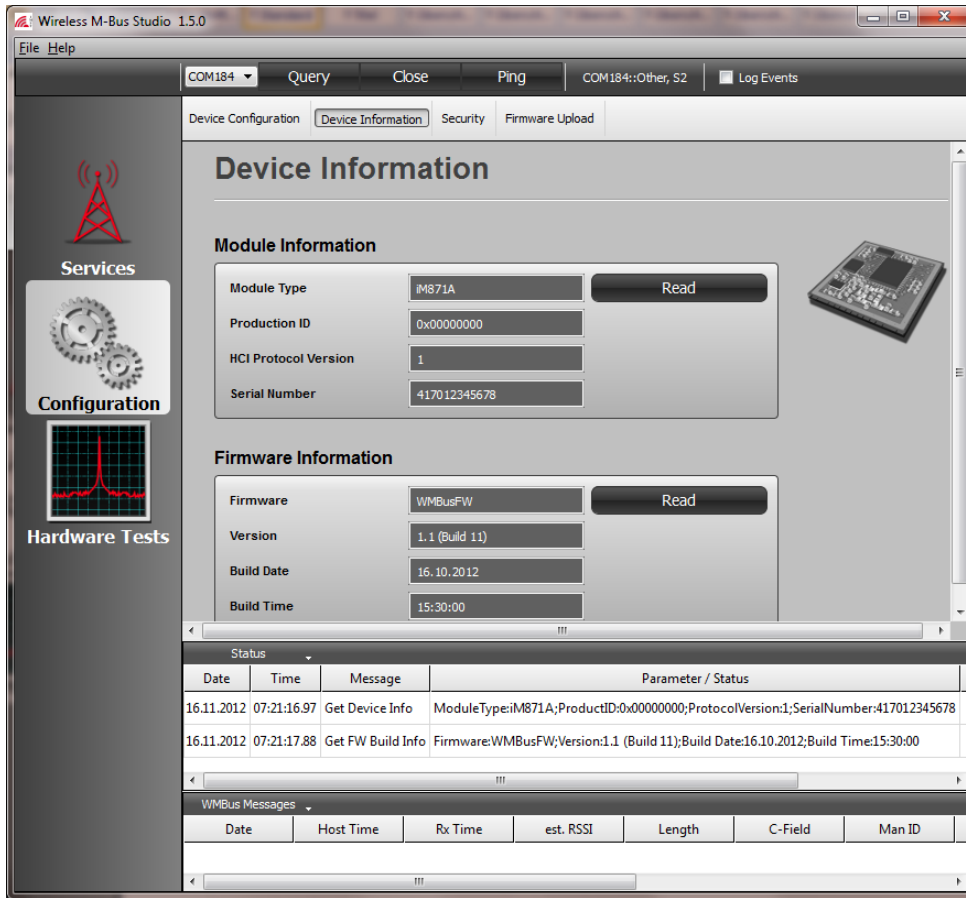 Wireless M-Bus Studio 1.5.0
File Help
COM184 Query Close Ping COM184::Other, S2 Log Events
Device Configuration Device Information Security Firmware Upload
Services
Configuration
Hardware Tests
Device Information
Module Information
Module Type iM871A Read
Production ID 0x00000000
HCI Protocol Version 1
Serial Number 417012345678
Firmware Information
Firmware WMBusFW Read
Version 1.1 (Build 11)
Build Date 16.10.2012
Build Time 15:30:00
Status
Date Time Message Parameter / Status
16.11.2012 07:21:16.97 Get Device Info ModuleType:iM871A;ProductID:0x00000000;ProtocolVersion:1;SerialNumber:417012345678
16.11.2012 07:21:17.88 Get FW Build Info Firmware:WMBusFW;Version:1.1 (Build 11);Build Date:16.10.2012;Build Time:15:30:00
WMBus Messages
Date Host Time Rx Time est. RSSI Length C-Field Man ID